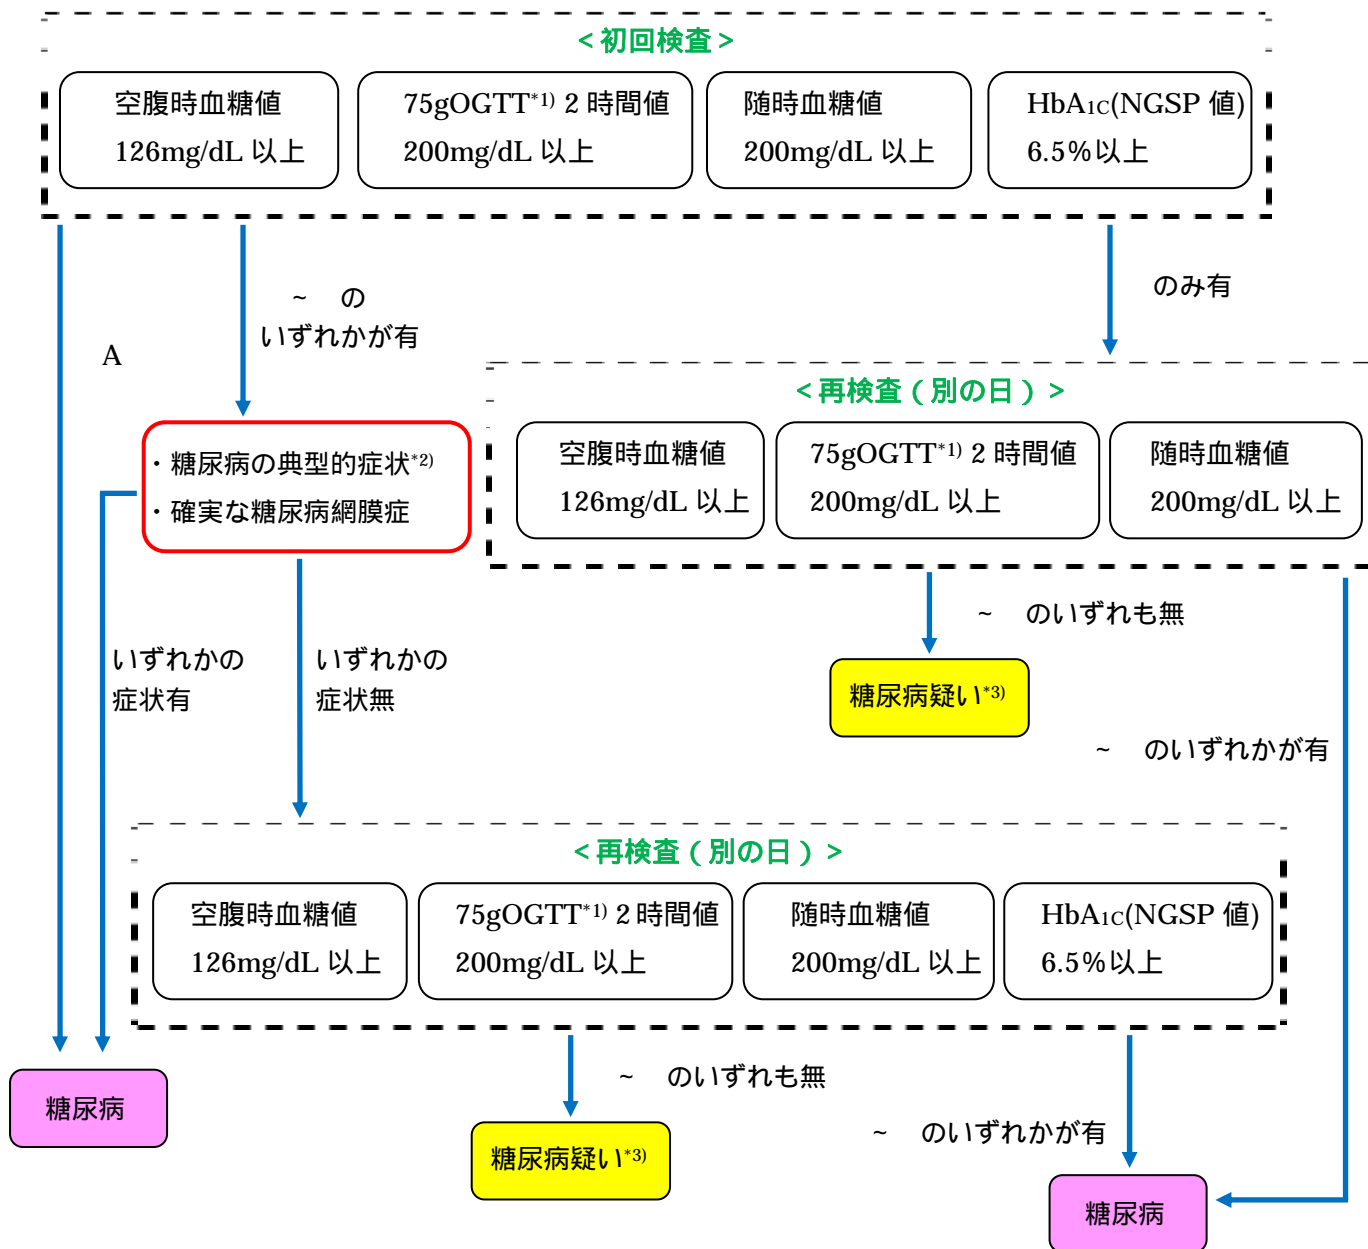 <初回検査>
空腹時血糖値
126mg/dL 以上
75gOGTT*1) 2 時間値
200mg/dL 以上
随時血糖値
200mg/dL 以上
HbA1C(NGSP 値)
6.5%以上
~ の
いずれかが有
のみ有
A
<再検査(別の日)>
空腹時血糖値
126mg/dL 以上
75gOGTT*1) 2 時間値
200mg/dL 以上
随時血糖値
200mg/dL 以上
・糖尿病の典型的症状*2)
・確実な糖尿病網膜症
~ のいずれも無
いずれかの
症状有
いずれかの
症状無
糖尿病疑い*3)
~ のいずれかが有
<再検査(別の日)>
空腹時血糖値
126mg/dL 以上
75gOGTT*1) 2 時間値
200mg/dL 以上
随時血糖値
200mg/dL 以上
HbA1C(NGSP 値)
6.5%以上
~ のいずれも無
糖尿病
~ のいずれかが有
糖尿病疑い*3)
糖尿病